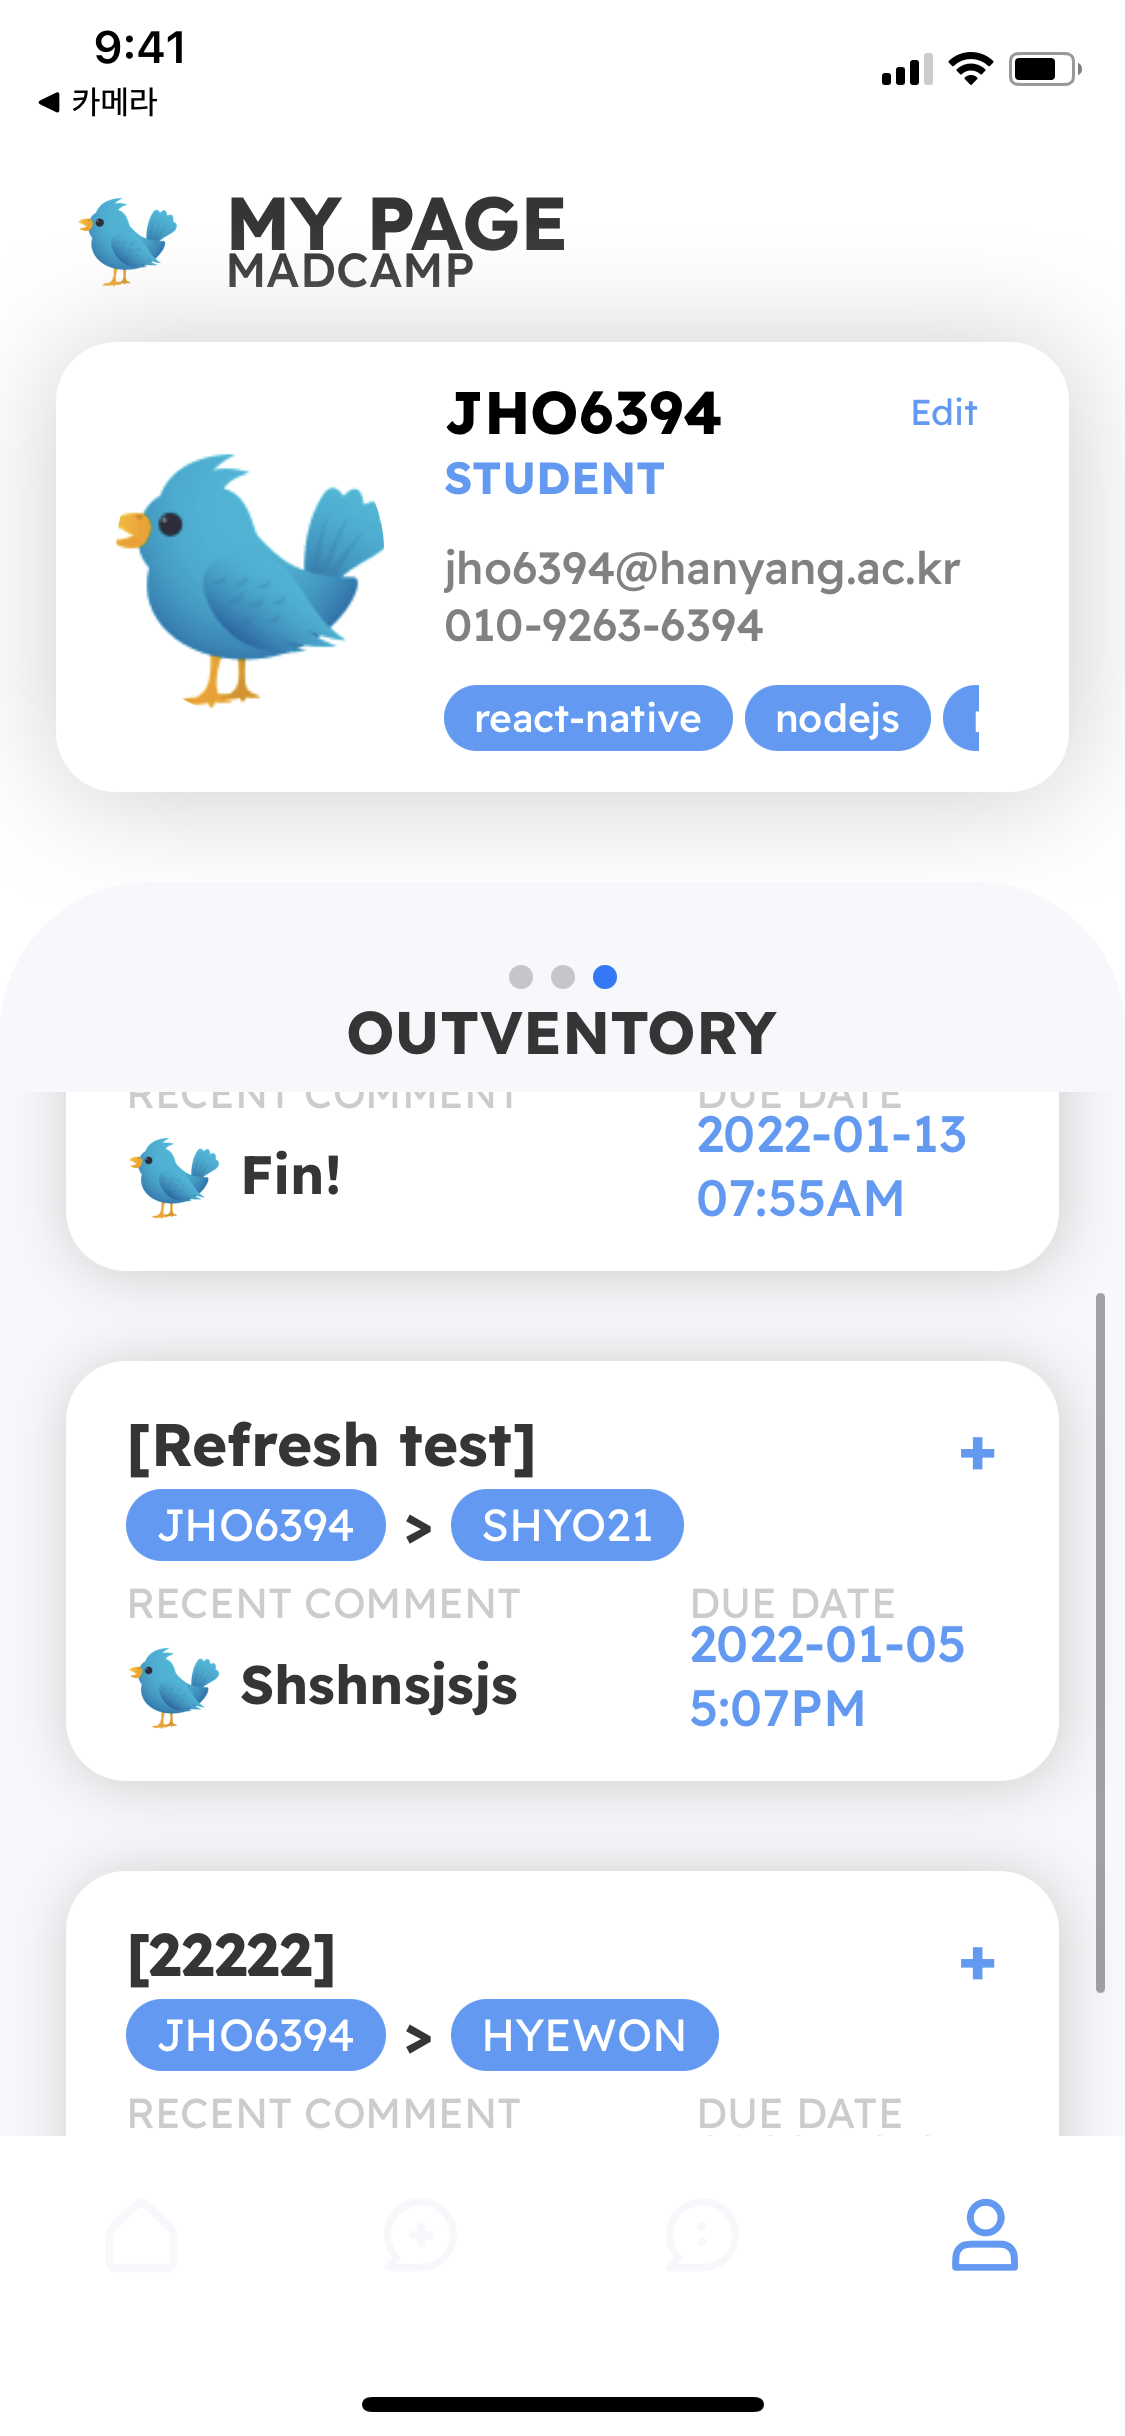 9:41
◀ 카메라
MY PAGE
MADCAMP
JHO6394
Edit
STUDENT
jho6394@hanyang.ac.kr
010-9263-6394
react-native nodejs
OUTVENTORY
RECENT COMMENT DUE DATE
Fin! 2022-01-13
07:55AM
[Refresh test] +
JHO6394 > SHYO21
RECENT COMMENT DUE DATE
Shshnsjsjs 2022-01-05
5:07PM
[22222] +
JHO6394 > HYEWON
RECENT COMMENT DUE DATE